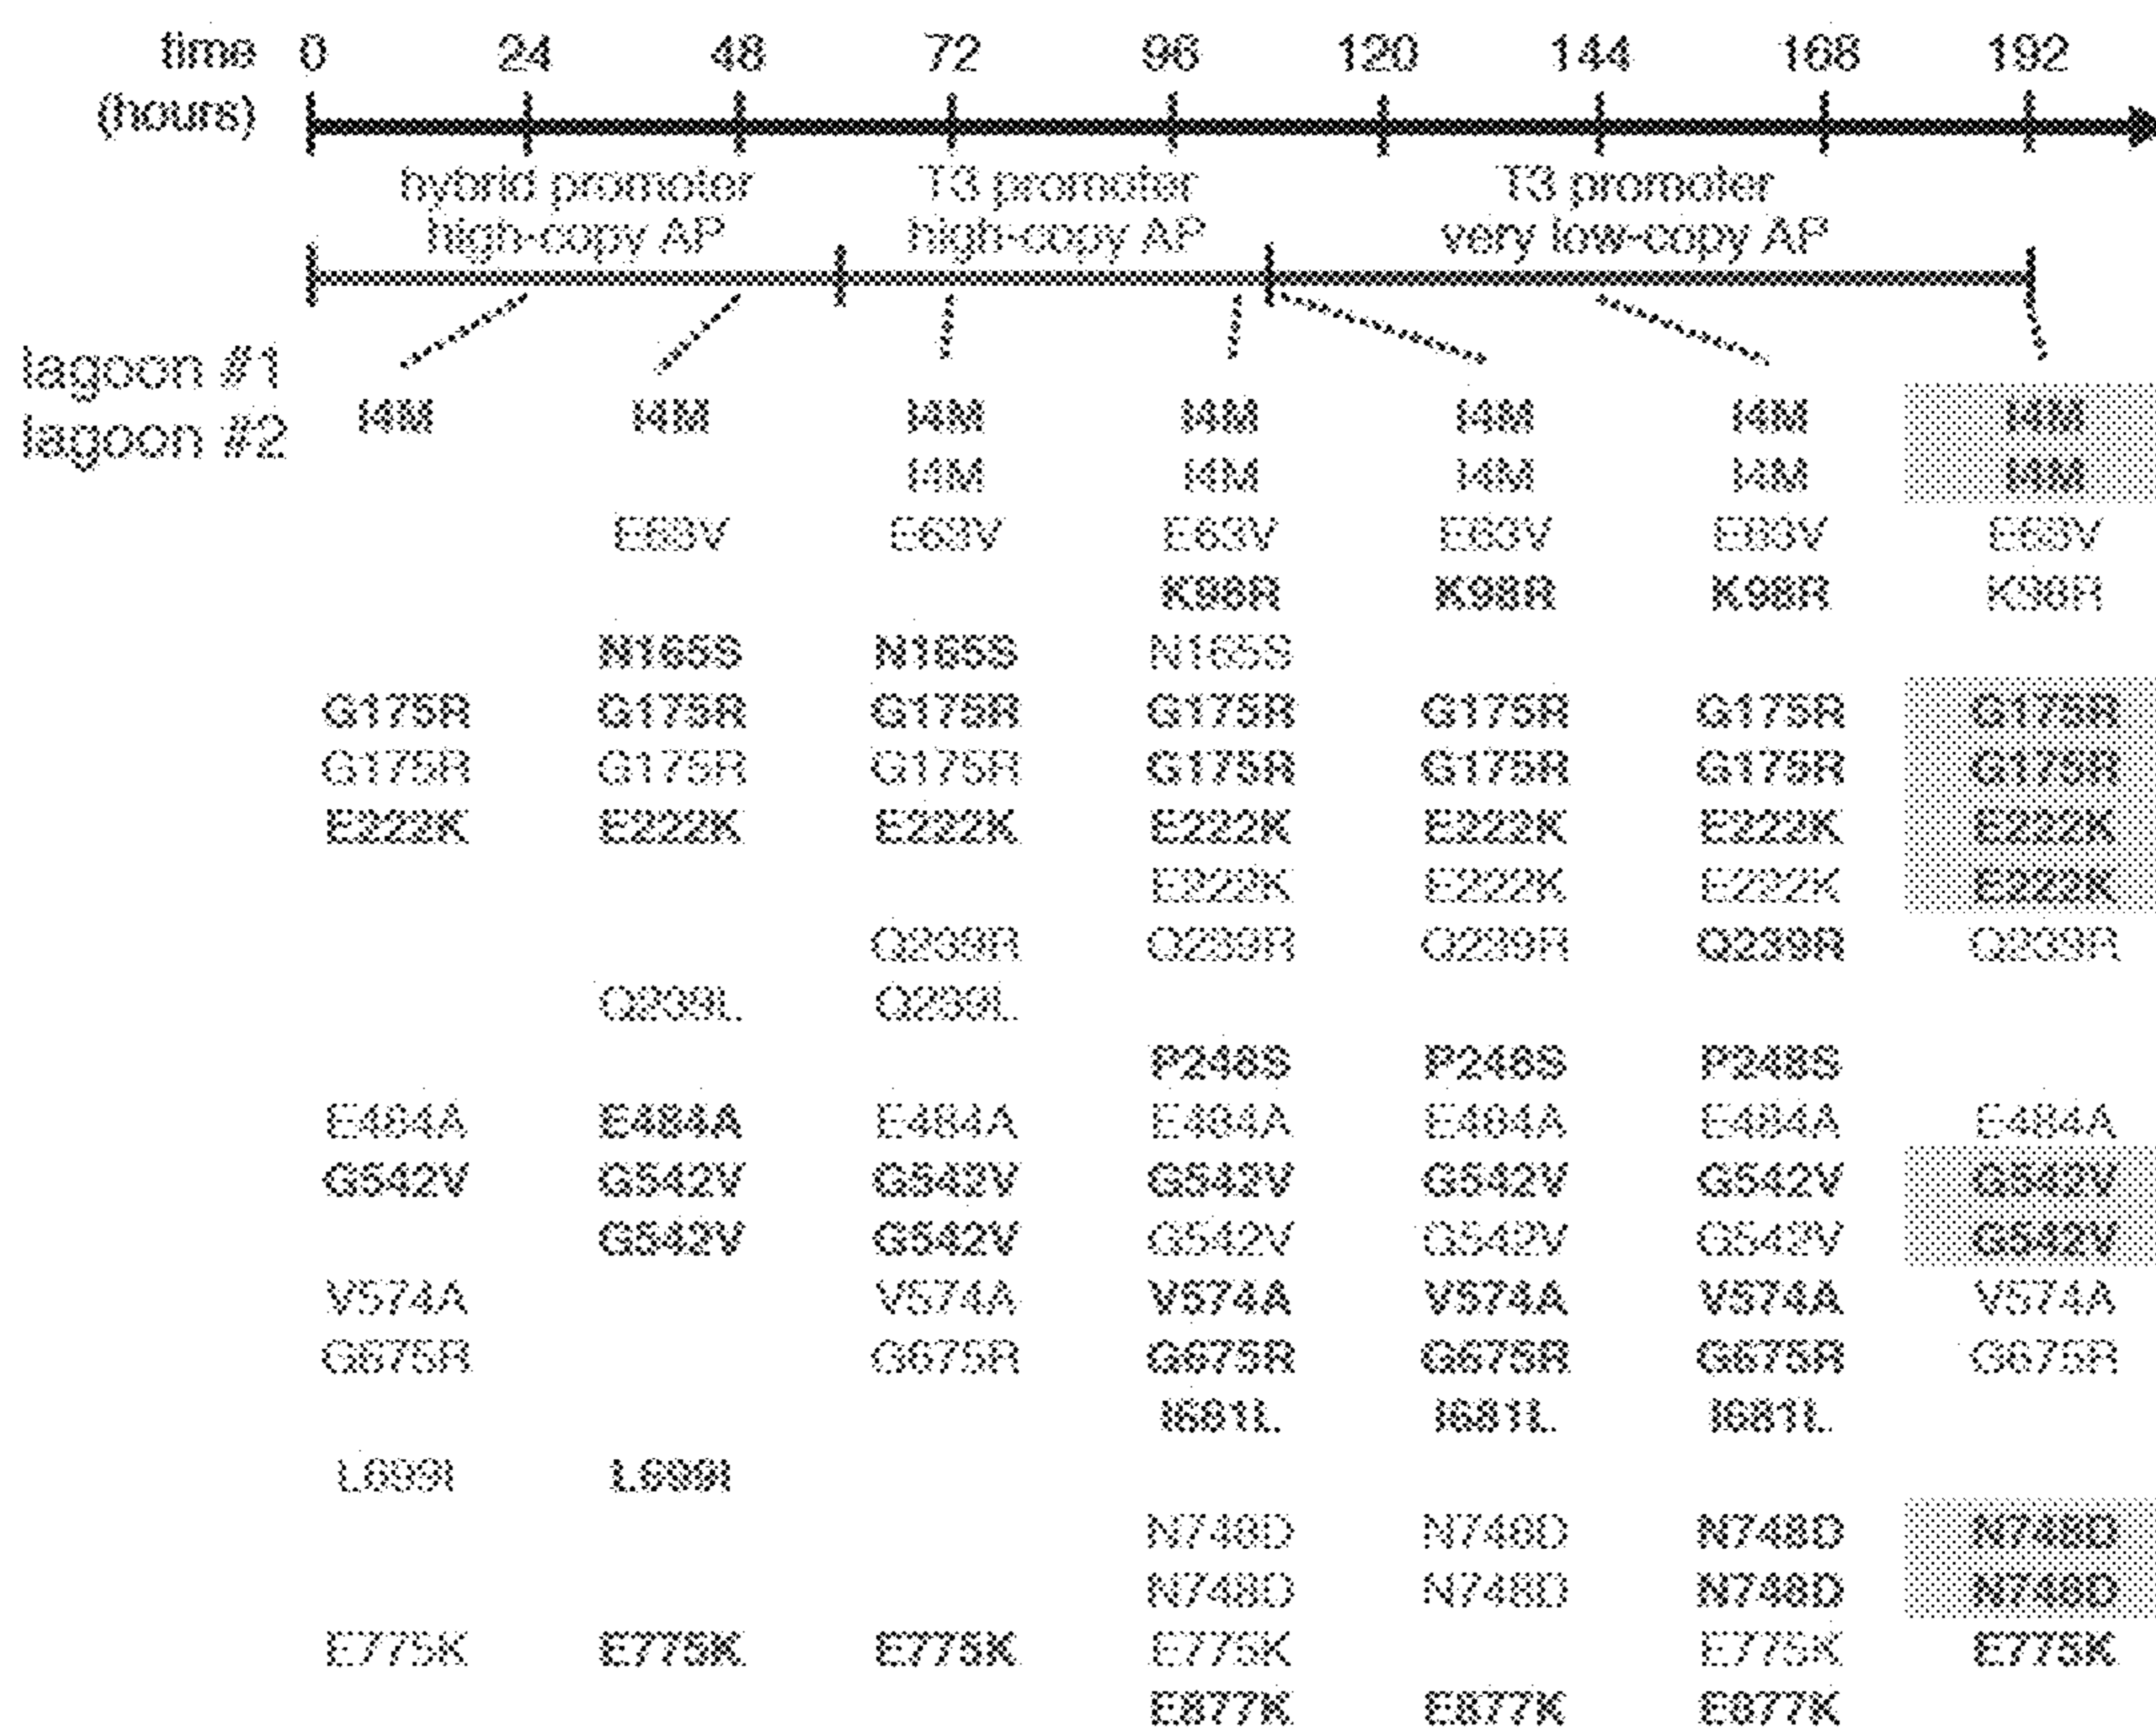 time 0 24 48 72 96 120 144 168 192
(hours)
hybrid promoter T3 promoter T3 promoter
high-copy AP high-copy AP very low-copy AP
lagoon #1
I4M I4M I4M I4M I4M I4M I4M
lagoon #2
I4M I4M I4M I4M I4M
E63V E63V E63V E63V E63V E63V
K98R K98R K98R K98R
N165S N165S N165S
G175R G175R G175R G175R G175R G175R G175R
G175R G175R G175R G175R G175R G175R G175R
E222K E222K E222K E222K E222K E222K E222K
E222K E222K E222K E222K
Q239R Q239R Q239R Q239R Q239R
Q239L Q239L
P248S P248S P248S
E484A E484A E484A E484A E484A E484A E484A
G542V G542V G542V G542V G542V G542V G542V
G542V G542V G542V G542V G542V G542V
V574A V574A V574A V574A V574A V574A
G675R G675R G675R G675R G675R G675R
I681L I681L I681L
L699I L699I
N748D N748D N748D N748D
N748D N748D N748D N748D
E775K E775K E775K E775K E775K E775K
E877K E877K E877K